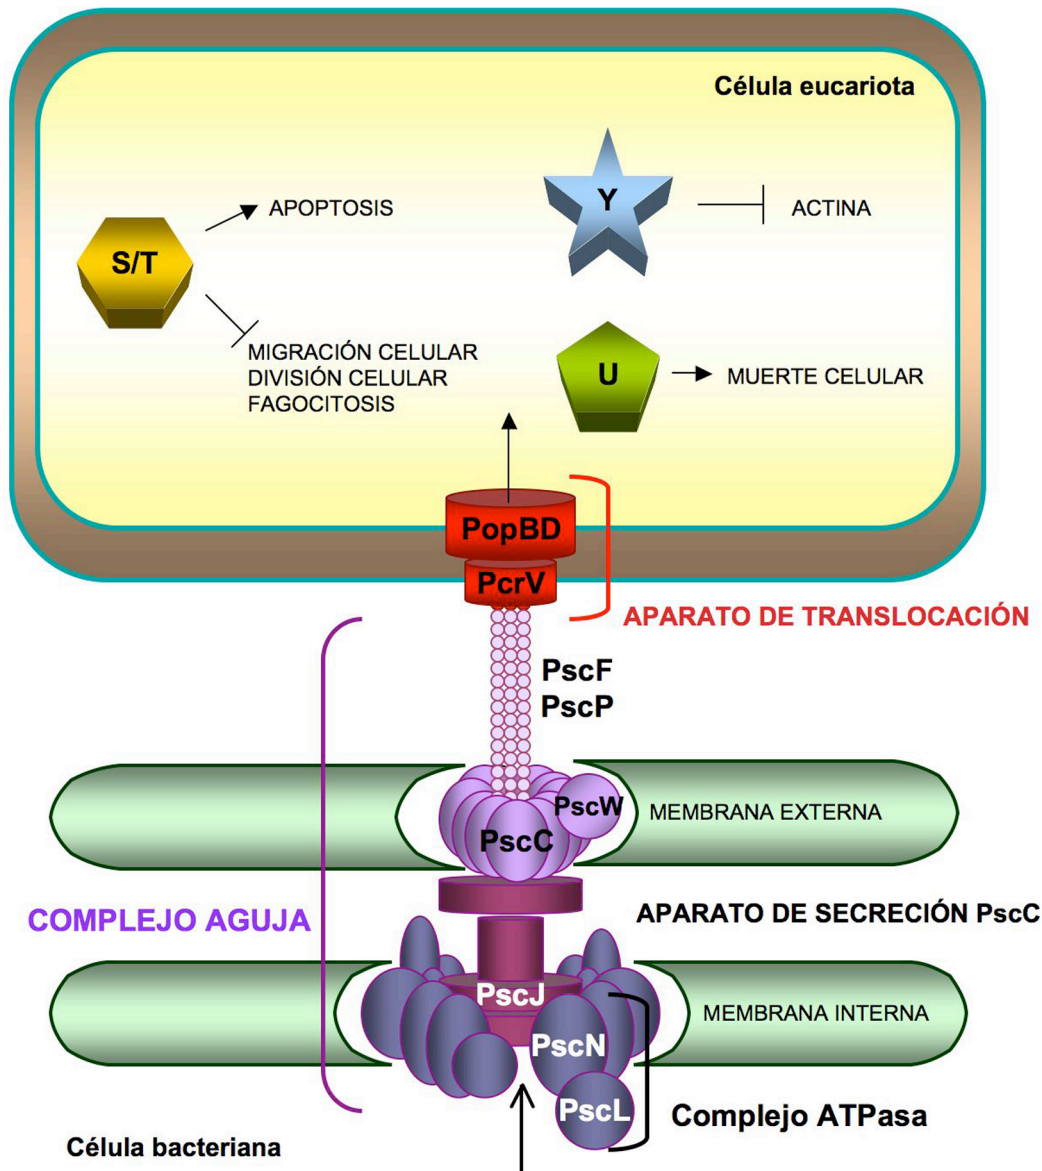 Célula eucariota
Y
APOPTOSIS
ACTINA
S/T
MIGRACIÓN CELULAR
DIVISIÓN CELULAR
FAGOCITOSIS
U
MUERTE CELULAR
PopBD
PcrV
APARATO DE TRANSLOCACIÓN
PscF
PscP
PscW
MEMBRANA EXTERNA
PscC
COMPLEJO AGUJA
APARATO DE SECRECIÓN PscC
PscJ
MEMBRANA INTERNA
PscN
PscL
Complejo ATPasa
Célula bacteriana